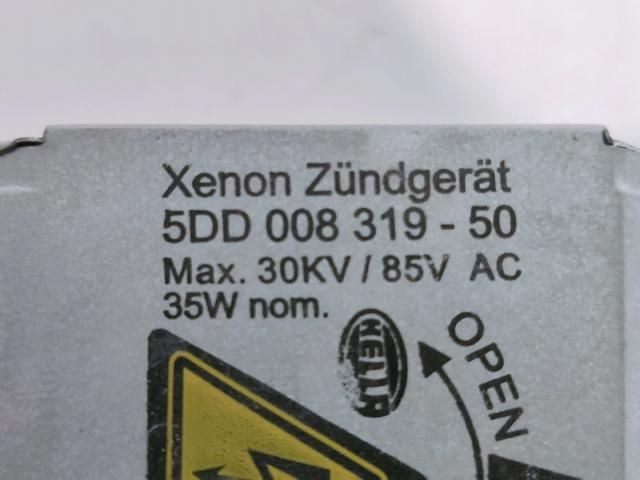 Xenon Zündgerät
5DD 008 319 - 50
Max. 30KV / 85V AC
35W nom.
HELLA
OPEN